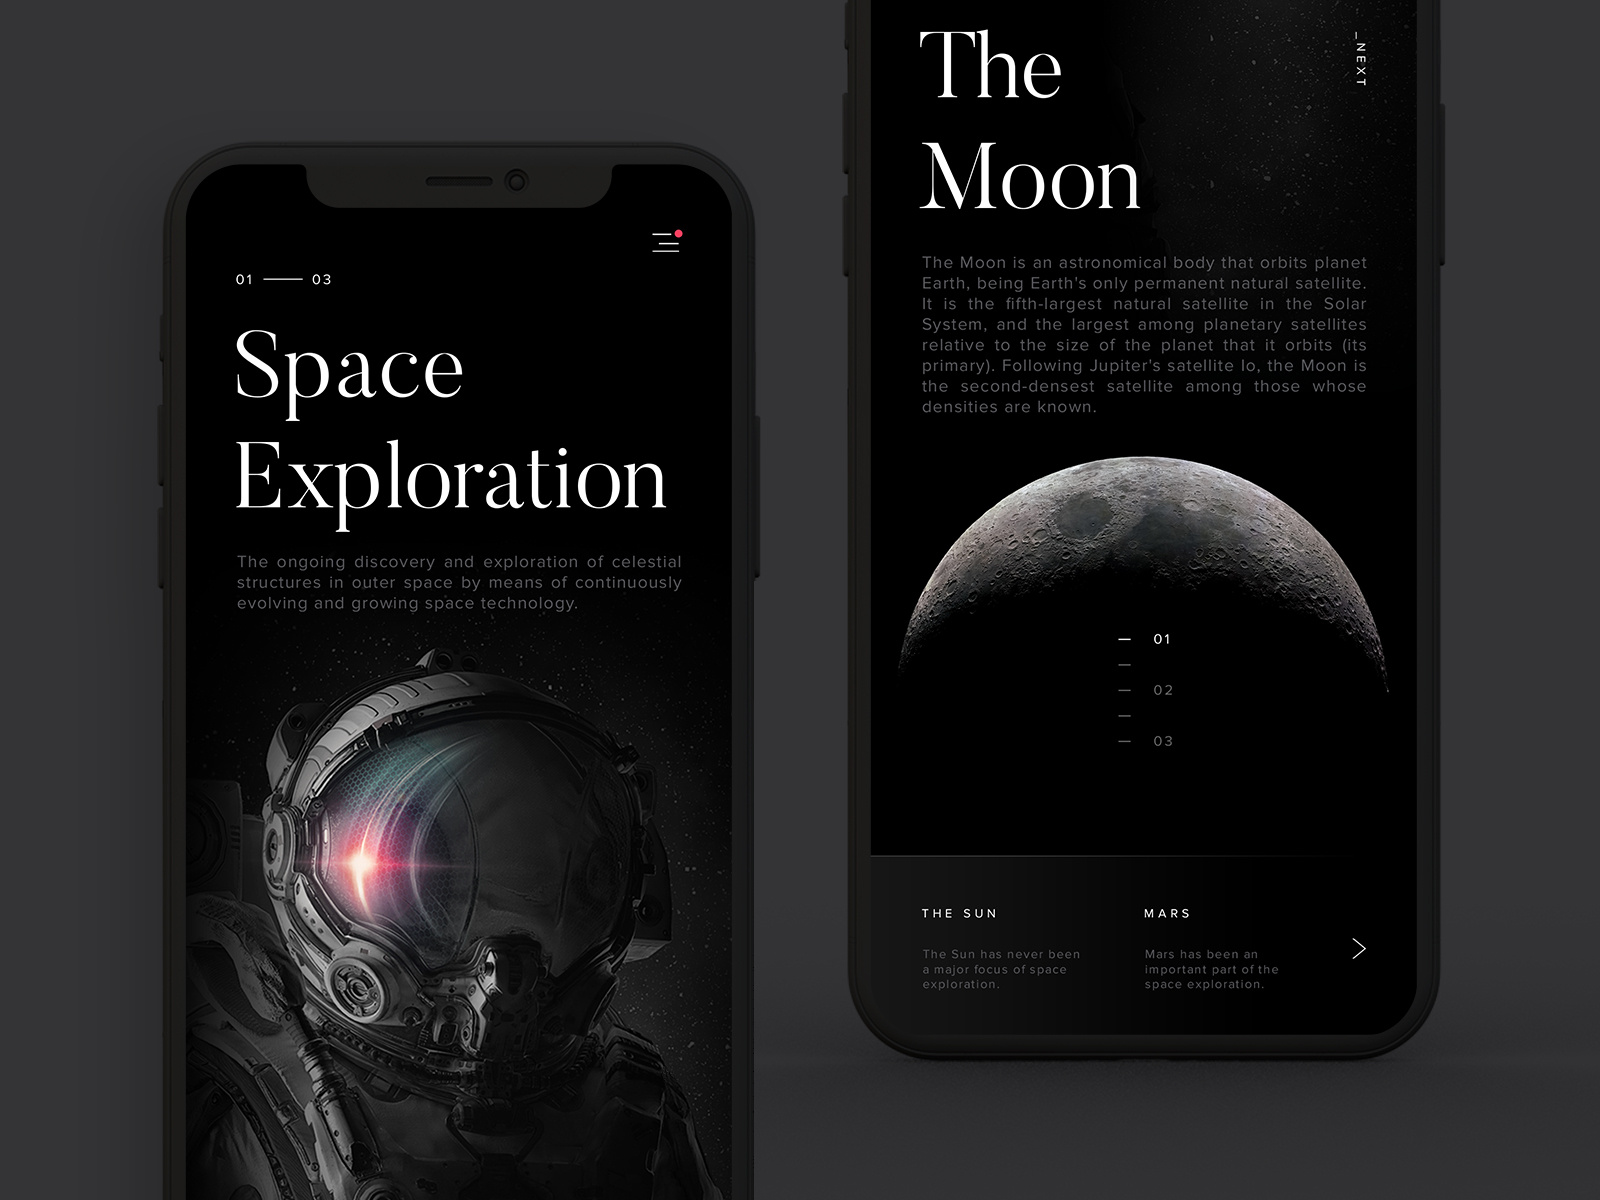 01 03
Space
Exploration
The ongoing discovery and exploration of celestial
structures in outer space by means of continuously
evolving and growing space technology.
The
Moon
_NEXT
The Moon is an astronomical body that orbits planet
Earth, being Earth's only permanent natural satellite.
It is the fifth-largest natural satellite in the Solar
System, and the largest among planetary satellites
relative to the size of the planet that it orbits (its
primary). Following Jupiter's satellite Io, the Moon is
the second-densest satellite among those whose
densities are known.
01
02
03
THE SUN
The Sun has never been
a major focus of space
exploration.
MARS
Mars has been an
important part of the
space exploration.